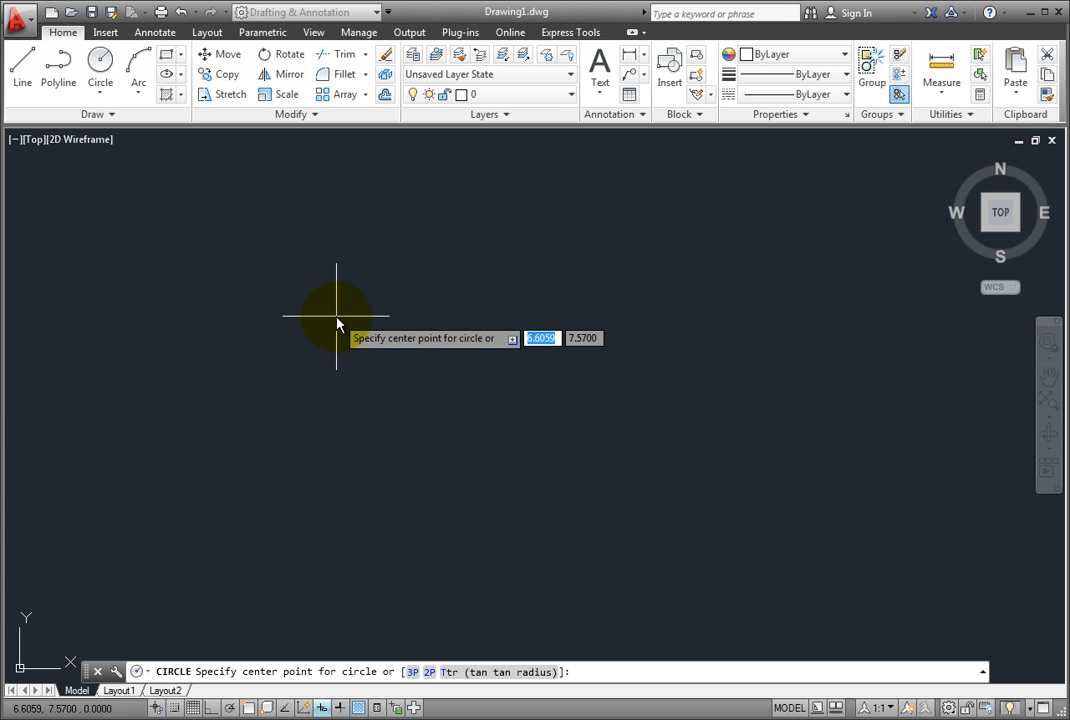 Drafting & Annotation Drawing1.dwg Type a keyword or phrase Sign In
Home Insert Annotate Layout Parametric View Manage Output Plug-ins Online Express Tools
Line Polyline Circle Arc
Move Rotate Trim
Copy Mirror Fillet
Stretch Scale Array
Unsaved Layer State
0
Text
Insert
ByLayer
ByLayer
ByLayer
Group
Measure
Paste
Draw Modify Layers Annotation Block Properties Groups Utilities Clipboard
[−][Top][2D Wireframe]
N
W TOP E
S
WCS
Specify center point for circle or 6.6059 7.5700
Y
X
CIRCLE Specify center point for circle or [3P 2P Ttr (tan tan radius)]:
Model Layout1 Layout2
6.6059, 7.5700, 0.0000 MODEL 1:1